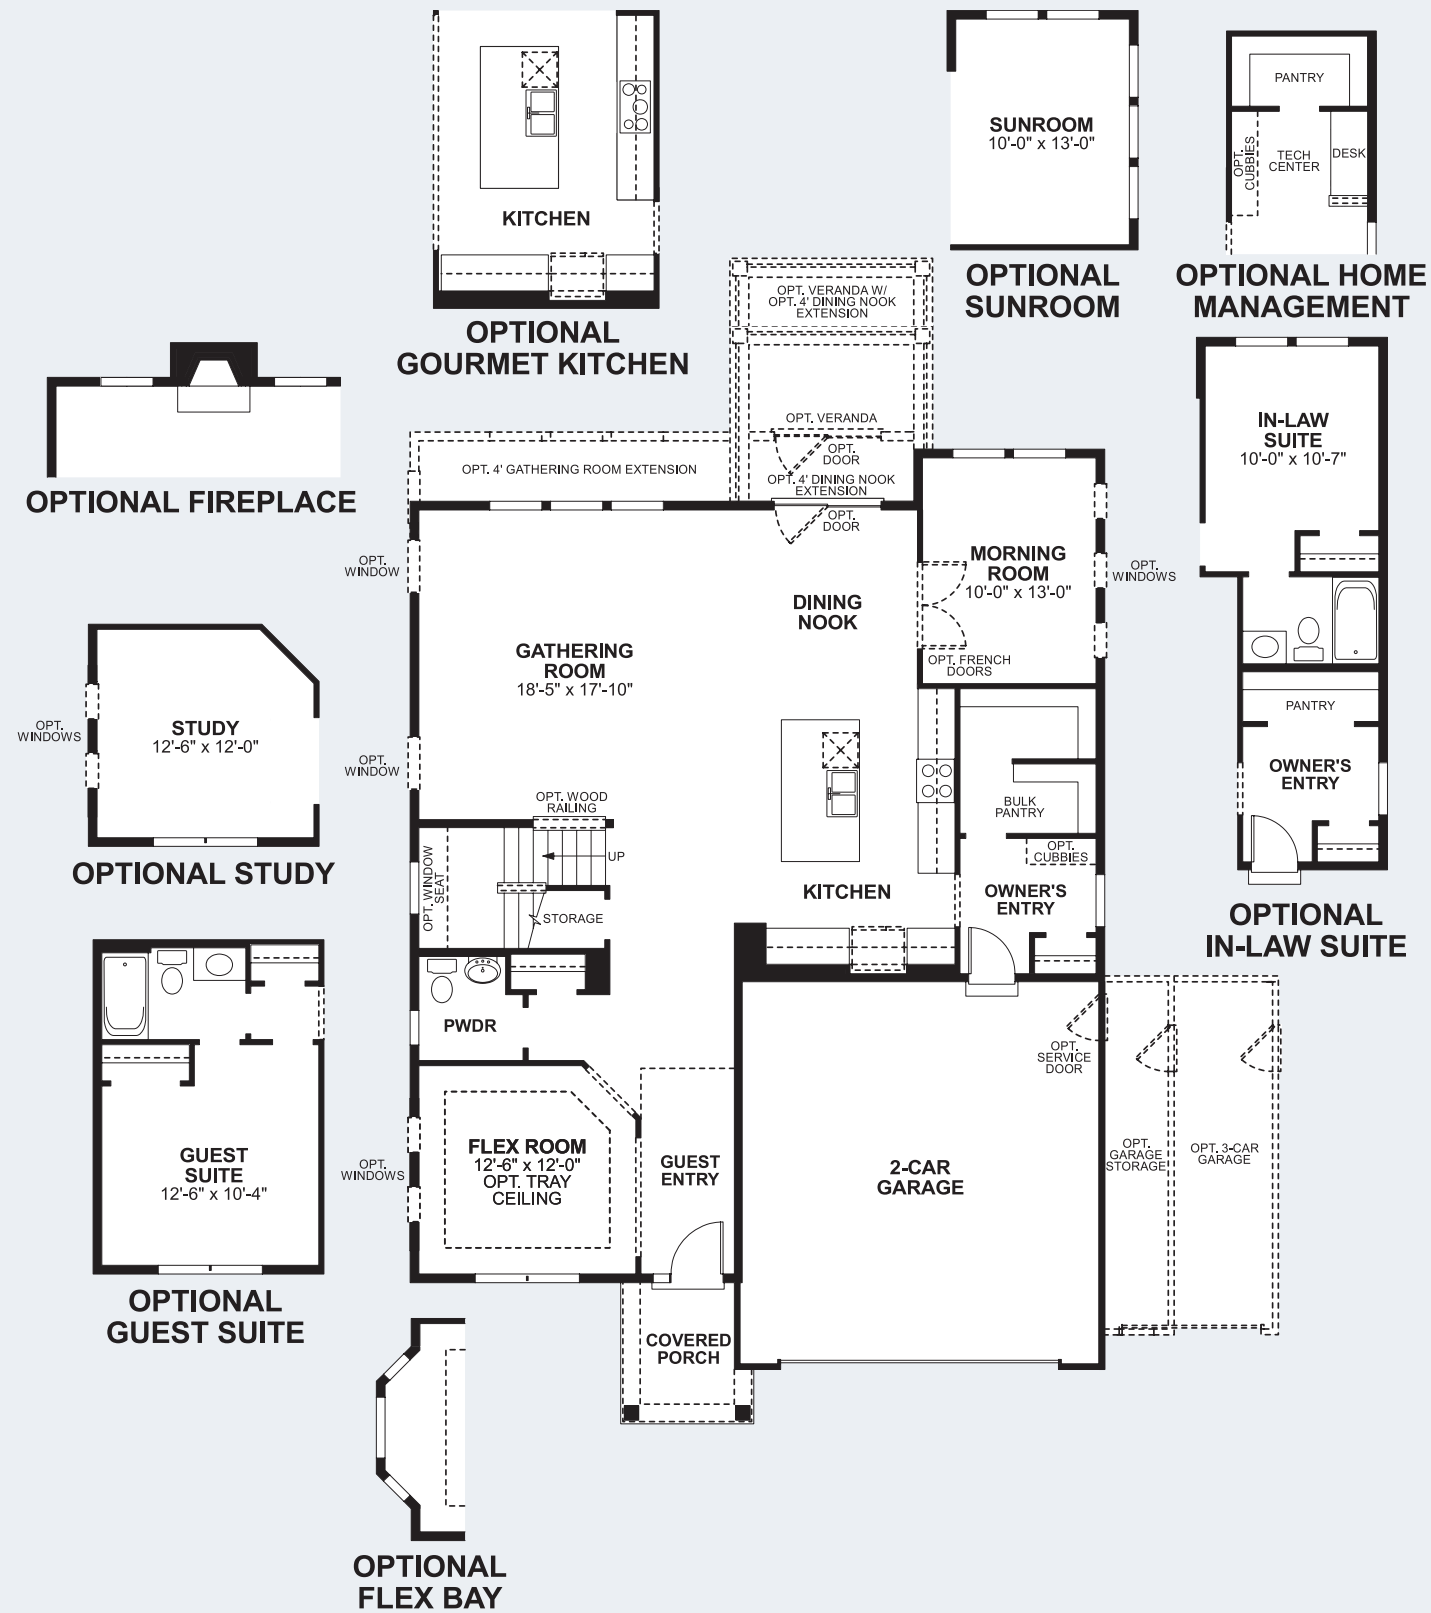 KITCHEN
OPTIONAL
GOURMET KITCHEN
SUNROOM
10'-0" x 13'-0"
OPTIONAL
SUNROOM
PANTRY
OPT.
CUBBIES
TECH
CENTER
DESK
OPTIONAL HOME
MANAGEMENT
OPTIONAL FIREPLACE
OPT. VERANDA W/
OPT. 4' DINING NOOK
EXTENSION
OPT. VERANDA
OPT.
DOOR
OPT. 4' GATHERING ROOM EXTENSION
OPT. 4' DINING NOOK
EXTENSION
OPT.
DOOR
IN-LAW
SUITE
10'-0" x 10'-7"
PANTRY
OWNER'S
ENTRY
OPTIONAL
IN-LAW SUITE
OPT.
WINDOW
MORNING
ROOM
10'-0" x 13'-0"
OPT.
WINDOWS
DINING
NOOK
GATHERING
ROOM
18'-5" x 17'-10"
OPT. FRENCH
DOORS
OPT.
WINDOWS
STUDY
12'-6" x 12'-0"
OPTIONAL STUDY
OPT.
WINDOW
OPT. WOOD
RAILING
BULK
PANTRY
UP
OPT. WINDOW
SEAT
STORAGE
OPT.
CUBBIES
KITCHEN
OWNER'S
ENTRY
PWDR
OPT.
SERVICE
DOOR
GUEST
SUITE
12'-6" x 10'-4"
OPTIONAL
GUEST SUITE
OPT.
WINDOWS
FLEX ROOM
12'-6" x 12'-0"
OPT. TRAY
CEILING
GUEST
ENTRY
2-CAR
GARAGE
OPT.
GARAGE
STORAGE
OPT. 3-CAR
GARAGE
COVERED
PORCH
OPTIONAL
FLEX BAY